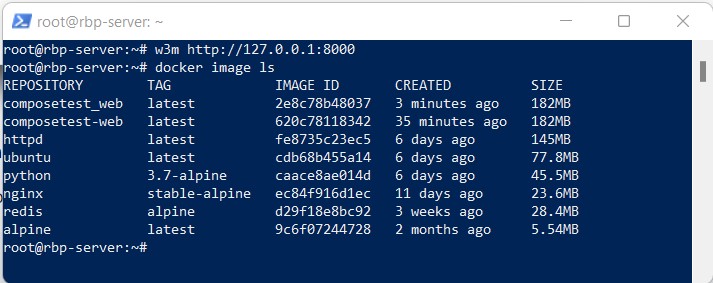 root@rbp-server: ~
root@rbp-server:~# w3m http://127.0.0.1:8000
root@rbp-server:~# docker image ls
REPOSITORY TAG IMAGE ID CREATED SIZE
composetest_web latest 2e8c78b48037 3 minutes ago 182MB
composetest-web latest 620c78118342 35 minutes ago 182MB
httpd latest fe8735c23ec5 6 days ago 145MB
ubuntu latest cdb68b455a14 6 days ago 77.8MB
python 3.7-alpine caace8ae014d 6 days ago 45.5MB
nginx stable-alpine ec84f916d1ec 11 days ago 23.6MB
redis alpine d29f18e8bc92 3 weeks ago 28.4MB
alpine latest 9c6f07244728 2 months ago 5.54MB
root@rbp-server:~#